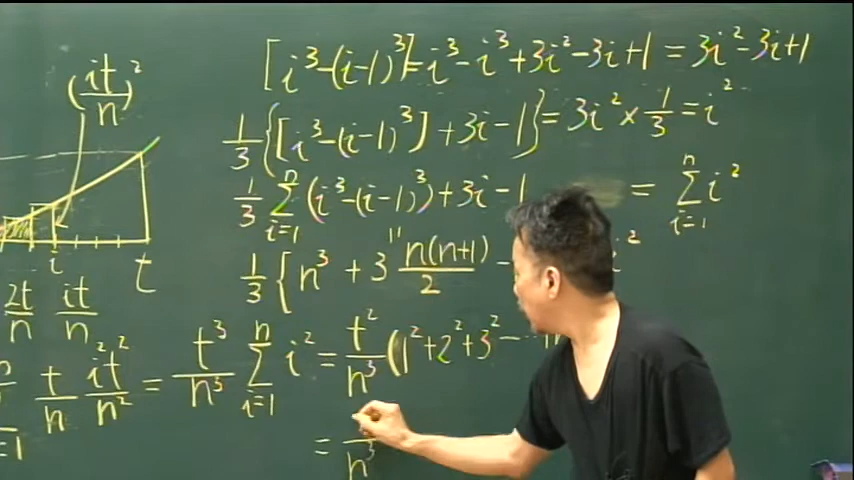 [i³-(i-1)³]=i³-i³+3i²-3i+1 = 3i²-3i+1
(it/n)²
1/3{[i³-(i-1)³]+3i-1}=3i²×1/3=i²
1/3 Σ_{i=1}^{n} (i³-(i-1)³)+3i-1 = Σ_{i=1}^{n} i²
1/3{n³+3 n(n+1)/2 - i²
i t
2t/n it/n
t/n i²t²/n² = t³/n³ Σ_{i=1}^{n} i² = t²/n³ (1²+2²+3²---
=1
= /n³